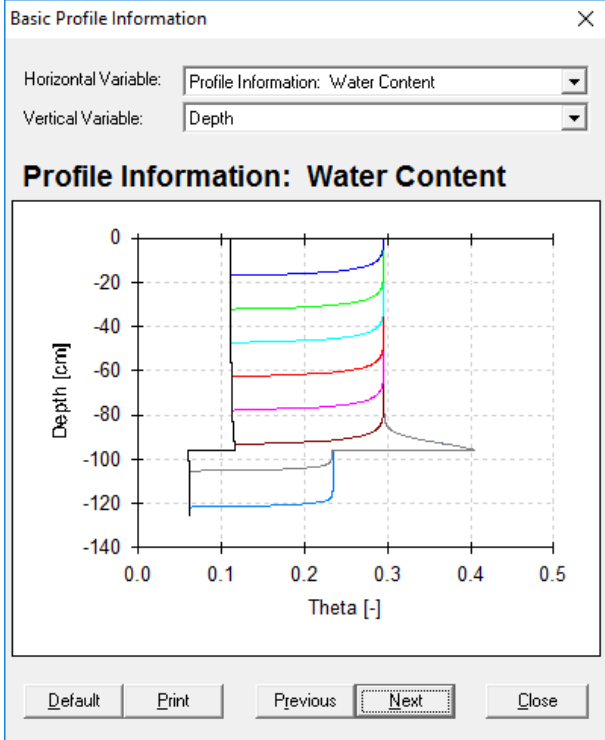 Basic Profile Information
Horizontal Variable: Profile Information: Water Content
Vertical Variable: Depth
Profile Information: Water Content
0
-20
-40
-60
-80
-100
-120
-140
Depth [cm]
0.0 0.1 0.2 0.3 0.4 0.5
Theta [-]
Default Print Previous Next Close